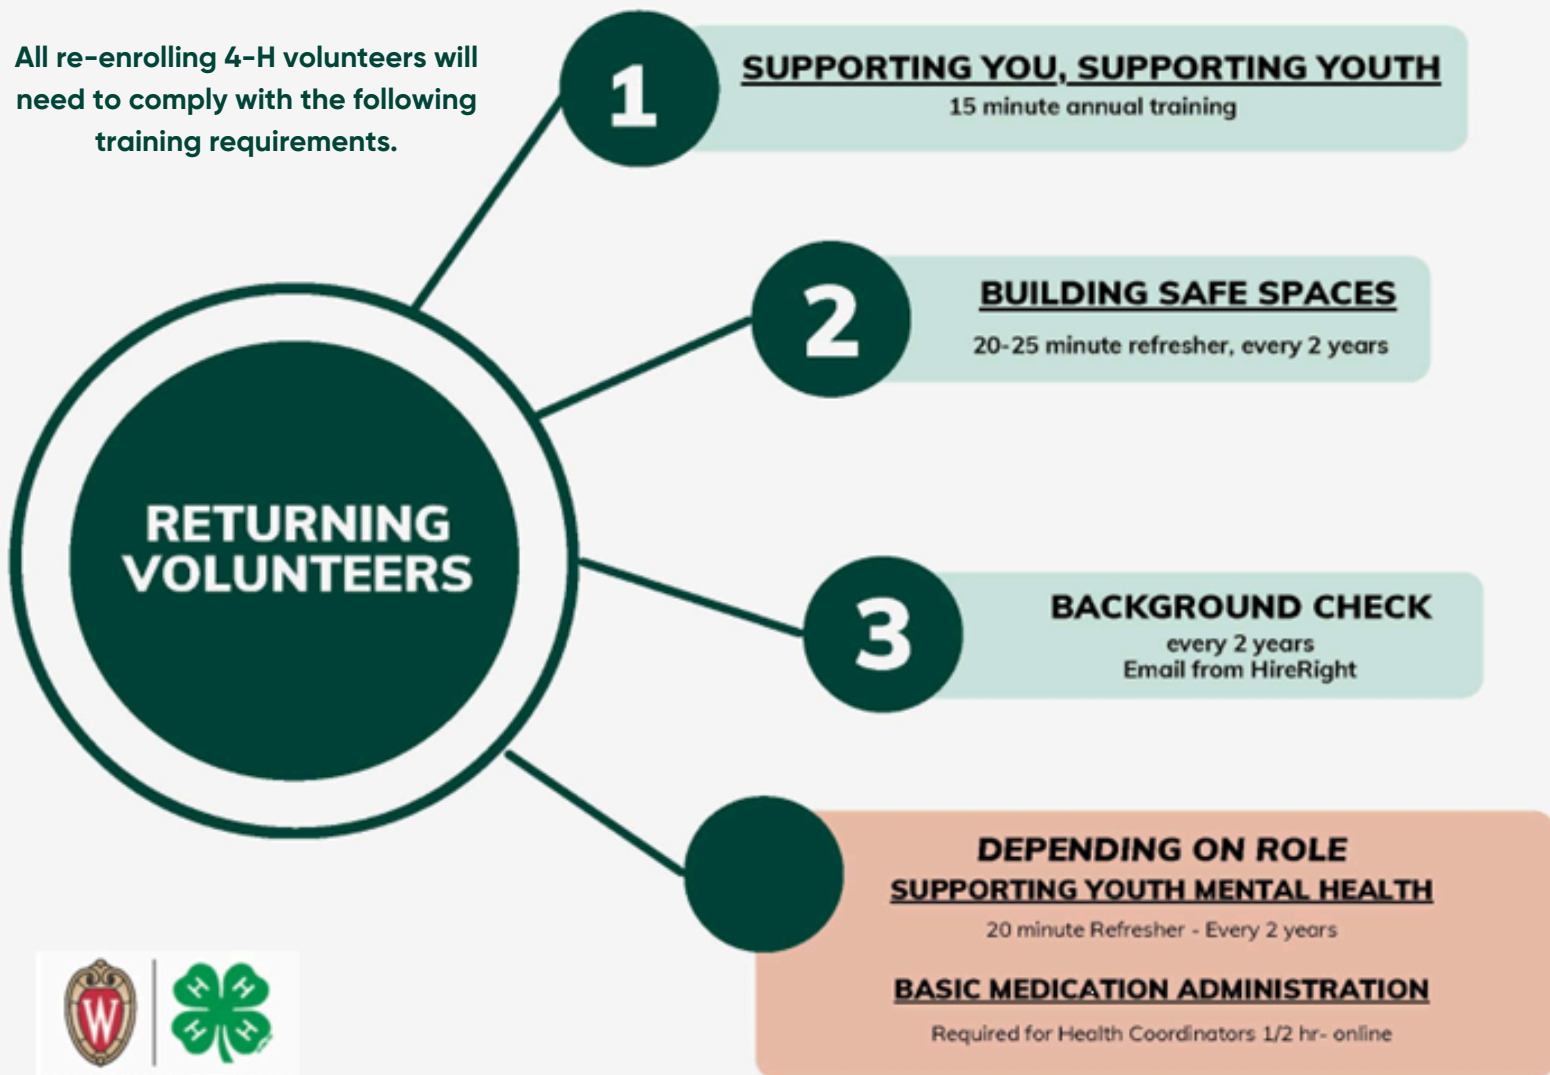 All re-enrolling 4-H volunteers will
need to comply with the following
training requirements.
1
SUPPORTING YOU, SUPPORTING YOUTH
15 minute annual training
2
BUILDING SAFE SPACES
20-25 minute refresher, every 2 years
RETURNING
VOLUNTEERS
3
BACKGROUND CHECK
every 2 years
Email from HireRight
DEPENDING ON ROLE
SUPPORTING YOUTH MENTAL HEALTH
20 minute Refresher - Every 2 years
BASIC MEDICATION ADMINISTRATION
Required for Health Coordinators 1/2 hr- online
W
H H
H H